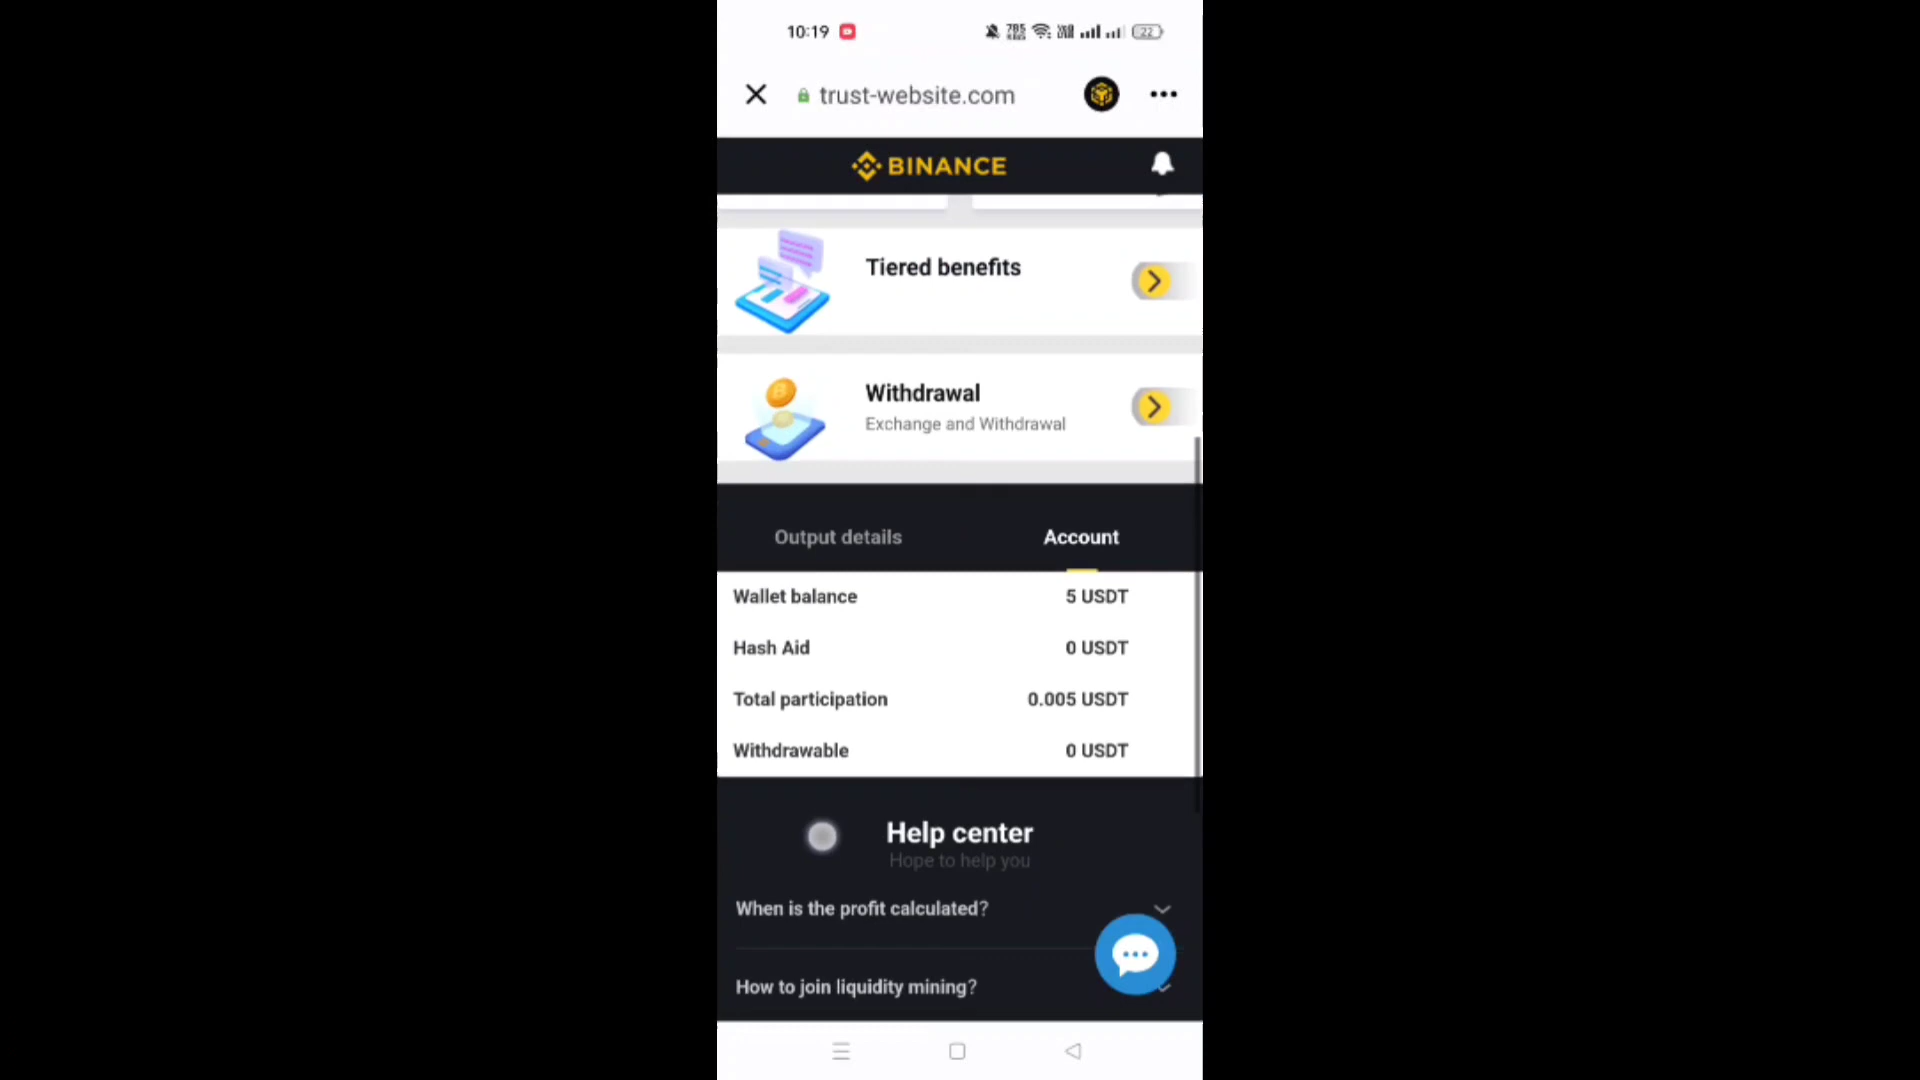 10:19
22
trust-website.com
BINANCE
Tiered benefits
Withdrawal
Exchange and Withdrawal
Output details Account
Wallet balance 5 USDT
Hash Aid 0 USDT
Total participation 0.005 USDT
Withdrawable 0 USDT
Help center
Hope to help you
When is the profit calculated?
How to join liquidity mining?